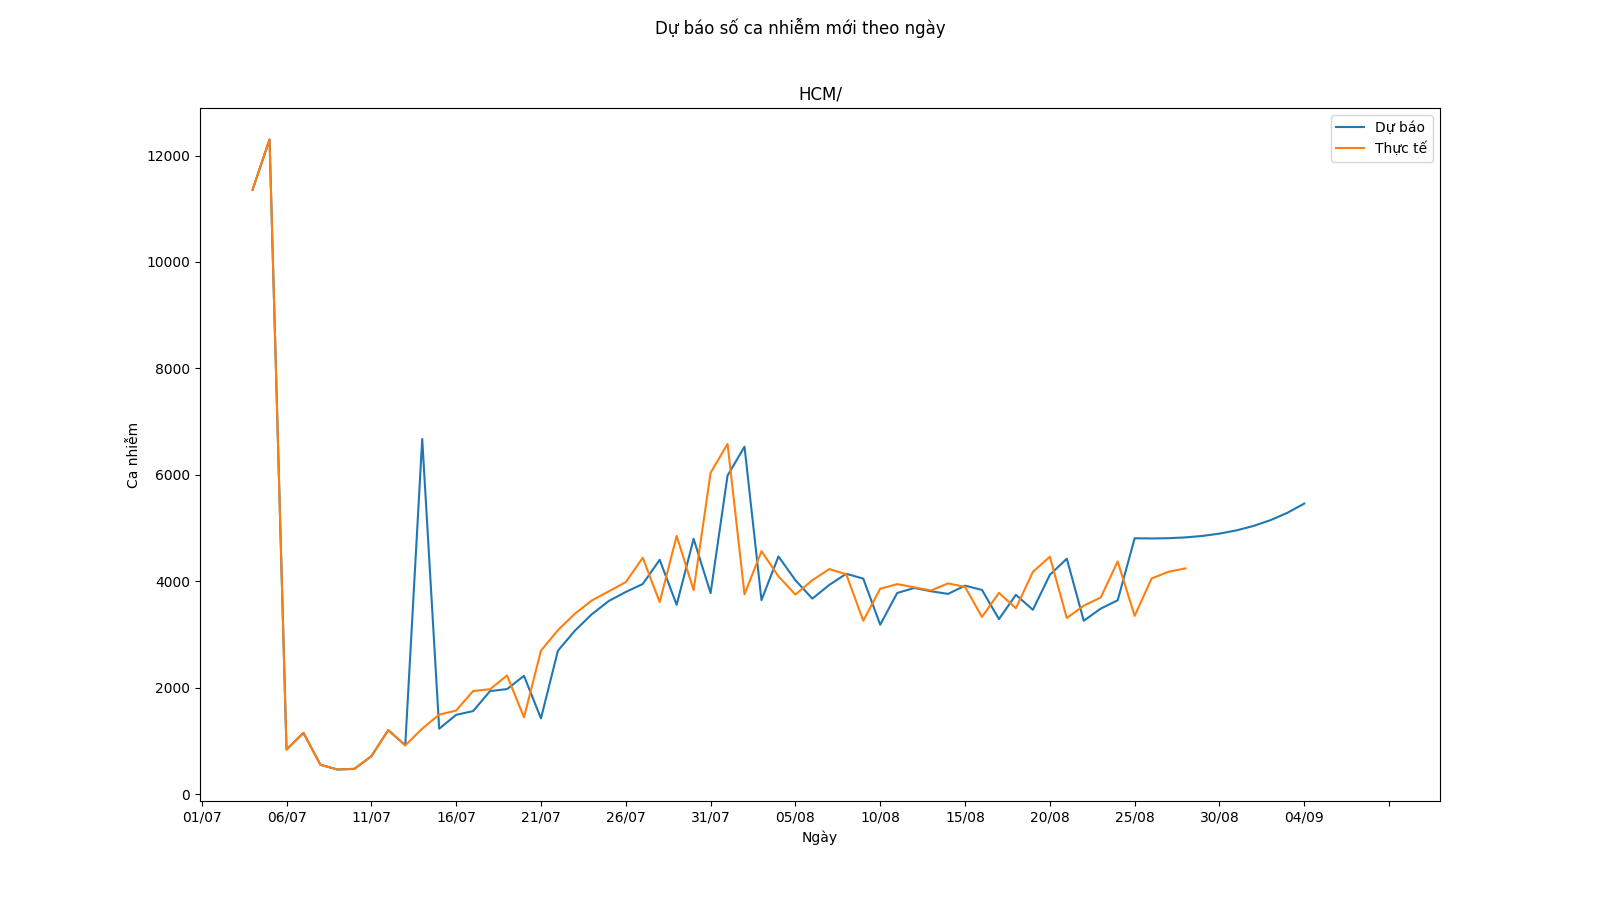 Dự báo số ca nhiễm mới theo ngày
HCM/
Dự báo
Thực tế
12000
10000
8000
6000
4000
2000
0
Ca nhiễm
01/07 06/07 11/07 16/07 21/07 26/07 31/07 05/08 10/08 15/08 20/08 25/08 30/08 04/09
Ngày